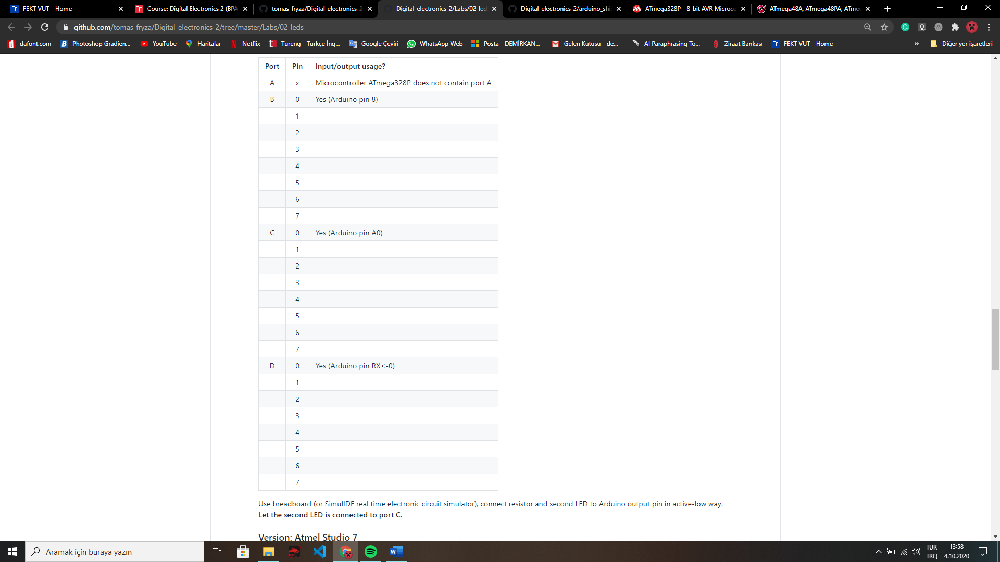 FEKT VUT - Home
Course: Digital Electronics 2 (BPA
tomas-fryza/Digital-electronics-2
Digital-electronics-2/Labs/02-led
Digital-electronics-2/arduino_shi
ATmega328P - 8-bit AVR Microco
ATmega48A, ATmega48PA, ATme
github.com/tomas-fryza/Digital-electronics-2/tree/master/Labs/02-leds
dafont.com
Photoshop Gradien...
YouTube
Haritalar
Netflix
Tureng - Türkçe İng...
Google Çeviri
WhatsApp Web
Posta - DEMİRKAN...
Gelen Kutusu - de...
AI Paraphrasing To...
Ziraat Bankası
FEKT VUT - Home
»
Diğer yer işaretleri
Port Pin Input/output usage?
A x Microcontroller ATmega328P does not contain port A
B 0 Yes (Arduino pin 8)
1
2
3
4
5
6
7
C 0 Yes (Arduino pin A0)
1
2
3
4
5
6
7
D 0 Yes (Arduino pin RX<-0)
1
2
3
4
5
6
7
Use breadboard (or SimulIDE real time electronic circuit simulator), connect resistor and second LED to Arduino output pin in active-low way.
Let the second LED is connected to port C.
Version: Atmel Studio 7
Aramak için buraya yazın
TUR
TRQ
13:58
4.10.2020